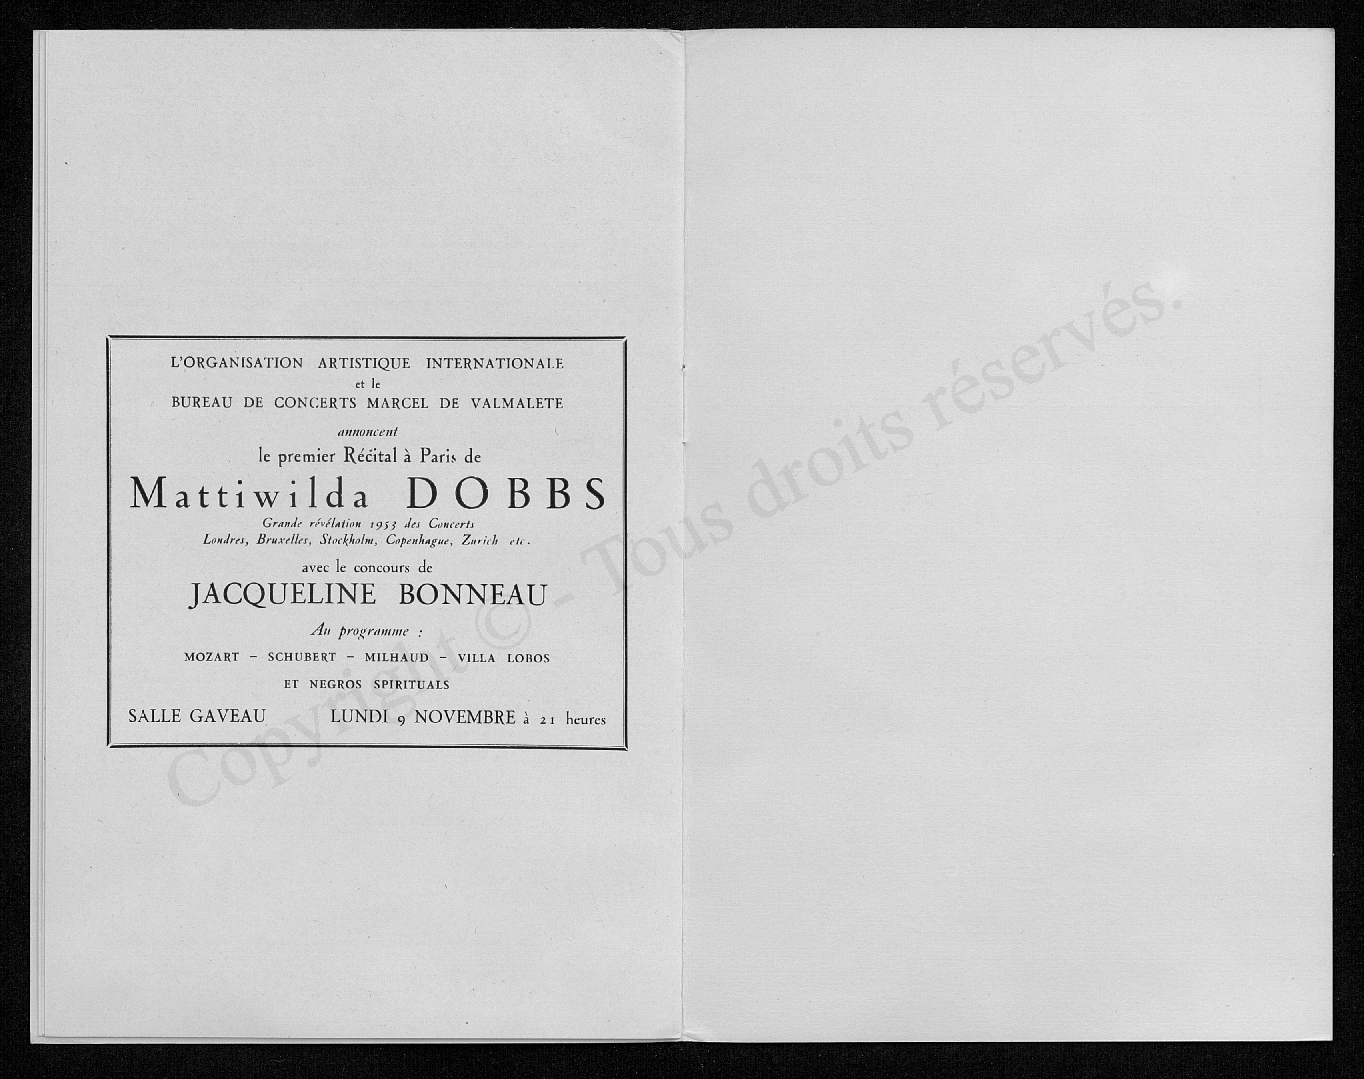 L'ORGANISATION ARTISTIQUE INTERNATIONALE
et le
BUREAU DE CONCERTS MARCEL DE VALMALETE
annoncent
le premier Récital à Paris de
Mattiwilda DOBBS
Grande révélation 1953 des Concerts
Londres, Bruxelles, Stockholm, Copenhague, Zurich etc.
avec le concours de
JACQUELINE BONNEAU
Au programme :
MOZART – SCHUBERT – MILHAUD – VILLA LOBOS
ET NEGROS SPIRITUALS
SALLE GAVEAU LUNDI 9 NOVEMBRE à 21 heures
Copyright © - Tous droits réservés.